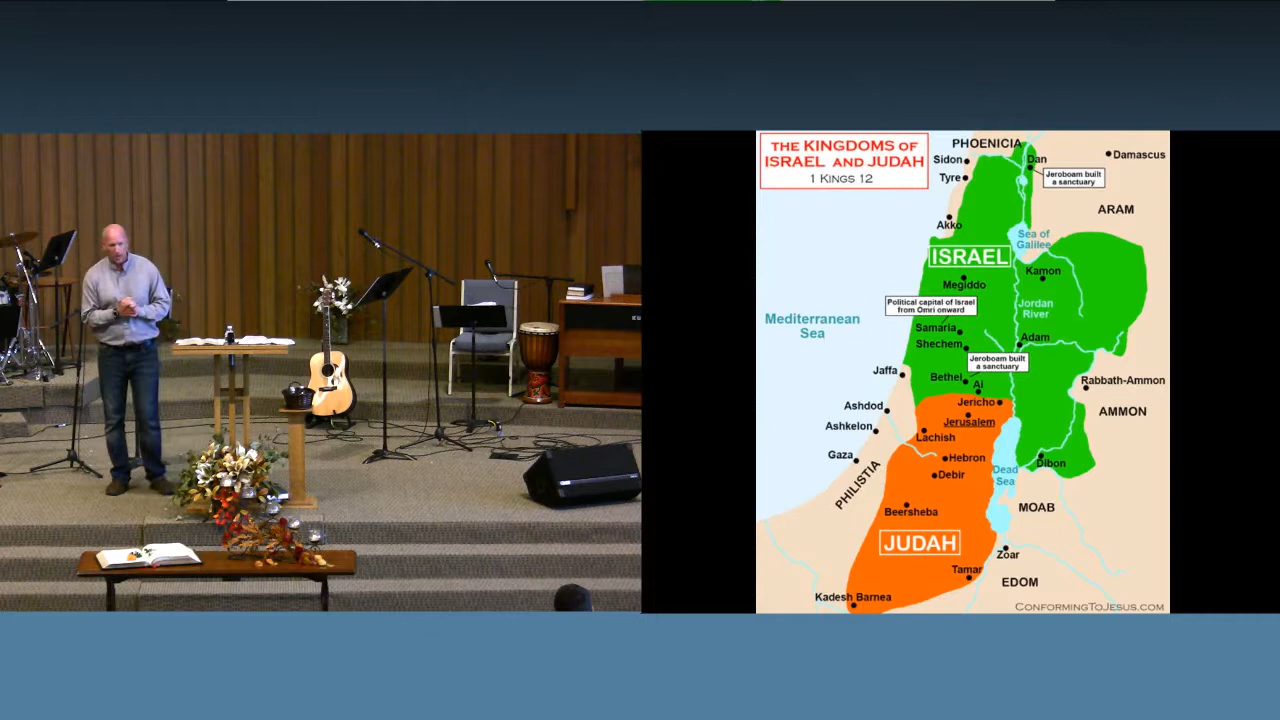 THE KINGDOMS OF
ISRAEL AND JUDAH
1 KINGS 12
PHOENICIA
Sidon
Dan
Damascus
Tyre
Jeroboam built
a sanctuary
ARAM
Akko
Sea of
Galilee
ISRAEL
Kamon
Megiddo
Political capital of Israel
from Omri onward
Jordan
River
Mediterranean
Sea
Samaria
Adam
Shechem
Jeroboam built
a sanctuary
Jaffa
Bethel
Ai
Rabbath-Ammon
Jericho
Ashdod
AMMON
Jerusalem
Ashkelon
Lachish
Gaza
Hebron
Dibon
Debir
Dead
Sea
PHILISTIA
MOAB
Beersheba
JUDAH
Zoar
Tamar
EDOM
Kadesh Barnea
CONFORMINGTOJESUS.COM